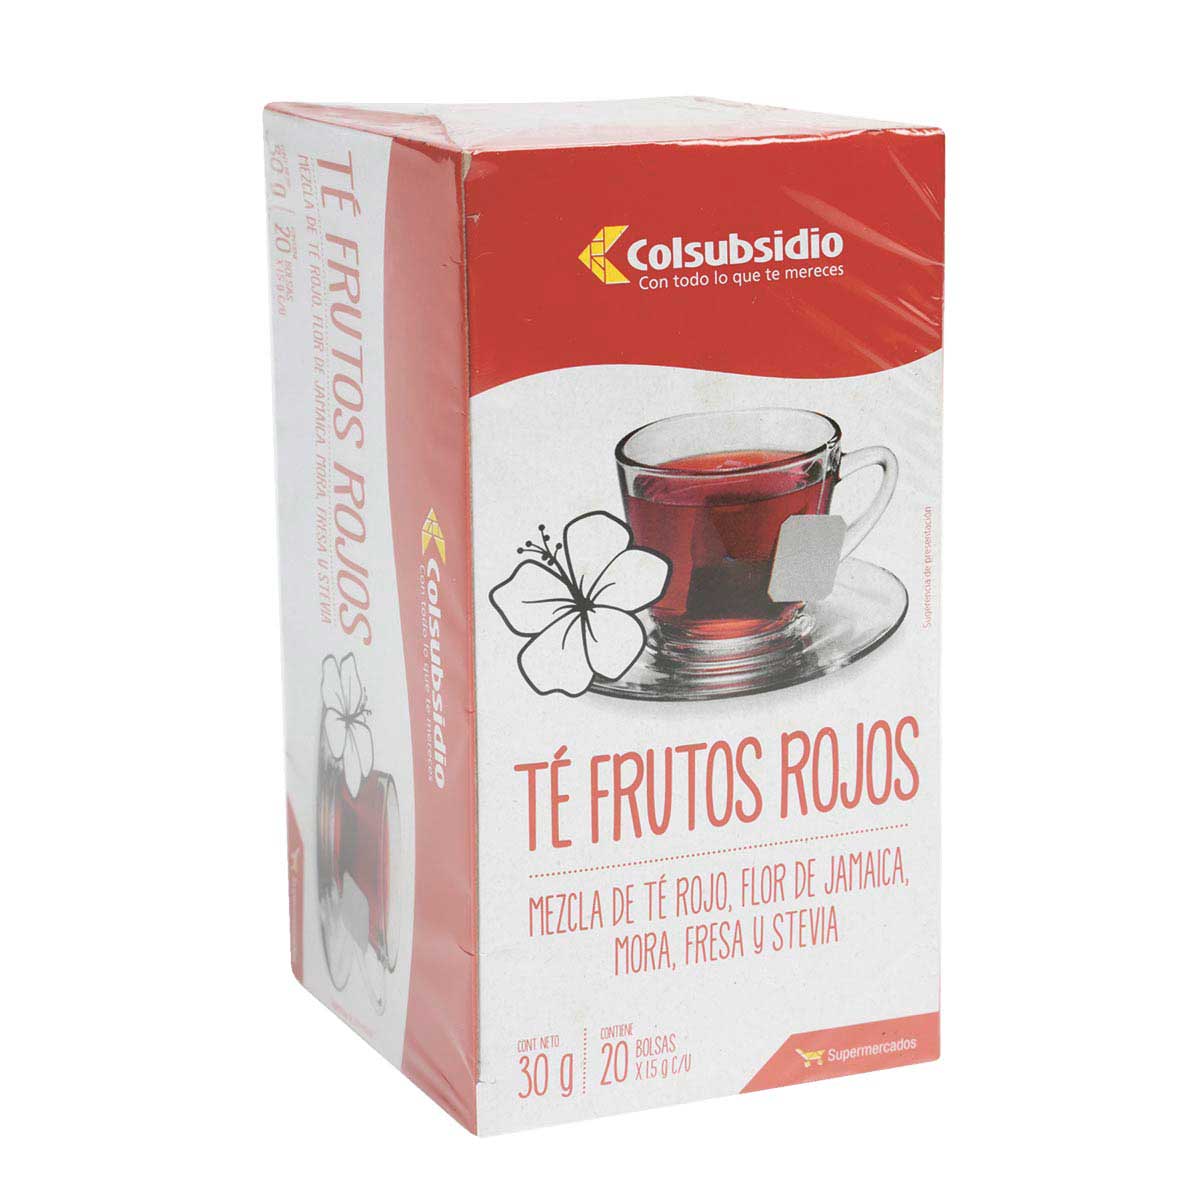 Colsubsidio
Con todo lo que te mereces
Sugerencia de presentación
TÉ FRUTOS ROJOS
MEZCLA DE TÉ ROJO, FLOR DE JAMAICA,
MORA, FRESA y STEVIA
CONT NETO
30 g
CONTIENE
20 BOLSAS
X 1.5 g C/U
Supermercados
TÉ FRUTOS ROJOS
MEZCLA DE TÉ ROJO, FLOR DE JAMAICA, MORA, FRESA y STEVIA
30 g
20 BOLSAS
X 1.5 g C/U
Colsubsidio
Con todo lo que te mereces